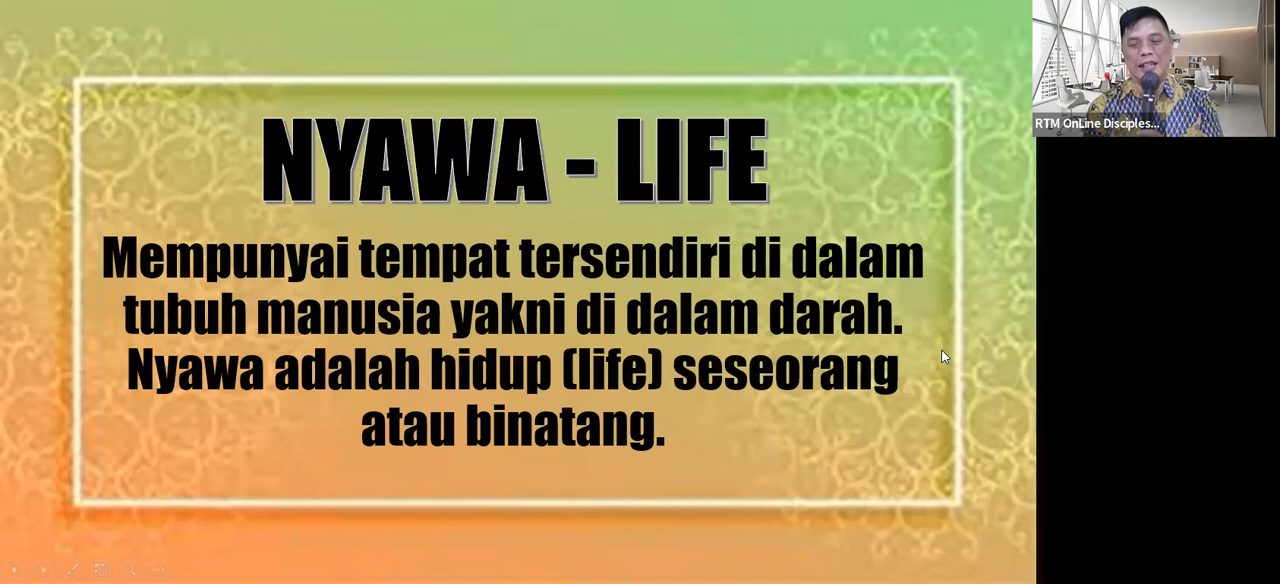 NYAWA - LIFE
Mempunyai tempat tersendiri di dalam
tubuh manusia yakni di dalam darah.
Nyawa adalah hidup (life) seseorang
atau binatang.
RTM OnLine Disciples...